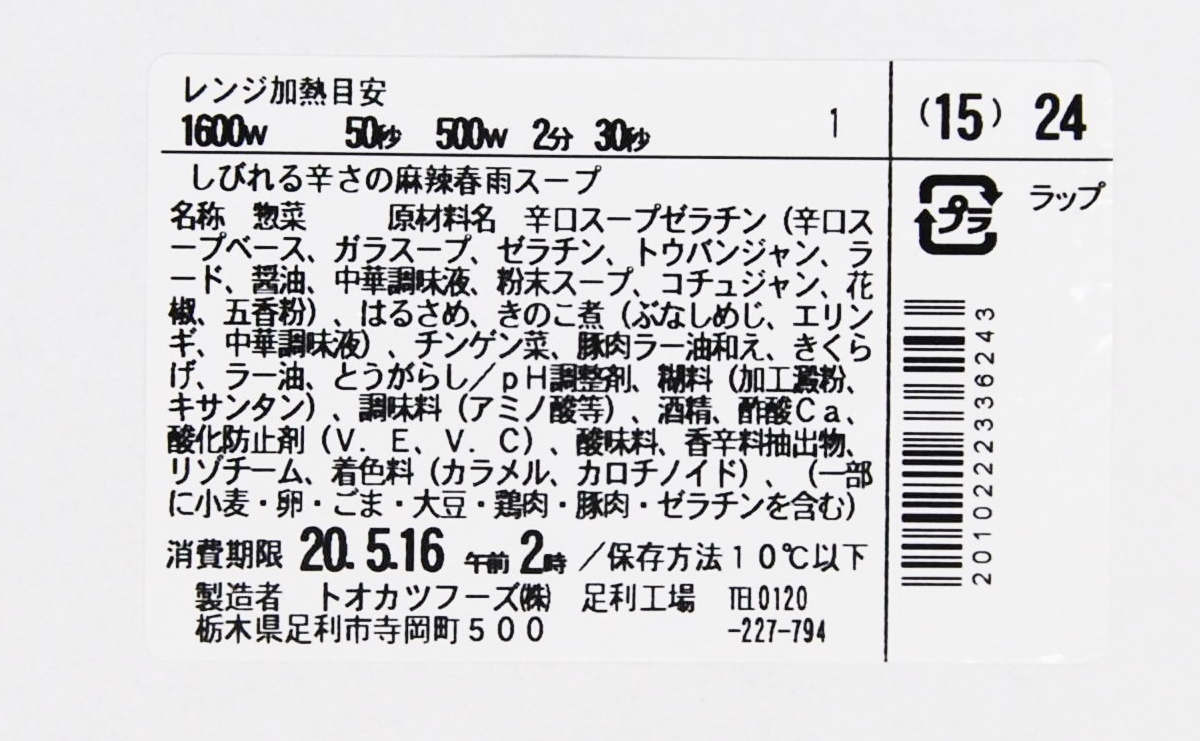 レンジ加熱目安
1600W 50秒 500W 2分 30秒
1
(15) 24
しびれる辛さの麻辣春雨スープ
名称 惣菜 原材料名 辛口スープゼラチン(辛口ス
ープベース、ガラスープ、ゼラチン、トウバンジャン、ラ
ード、醤油、中華調味液、粉末スープ、コチュジャン、花
椒、五香粉)、はるさめ、きのこ煮(ぶなしめじ、エリン
ギ、中華調味液)、チンゲン菜、豚肉ラー油和え、きくら
げ、ラー油、とうがらし/pH調整剤、糊料(加工澱粉、
キサンタン)、調味料(アミノ酸等)、酒精、酢酸Ca、
酸化防止剤(V.E、V.C)、酸味料、香辛料抽出物、
リゾチーム、着色料(カラメル、カロチノイド)、(一部
に小麦・卵・ごま・大豆・鶏肉・豚肉・ゼラチンを含む)
消費期限 20.5.16 午前 2時 /保存方法10℃以下
製造者 トオカツフーズ㈱ 足利工場 TEL0120
栃木県足利市寺岡町500 -227-794
プラ
ラップ
2010222336243